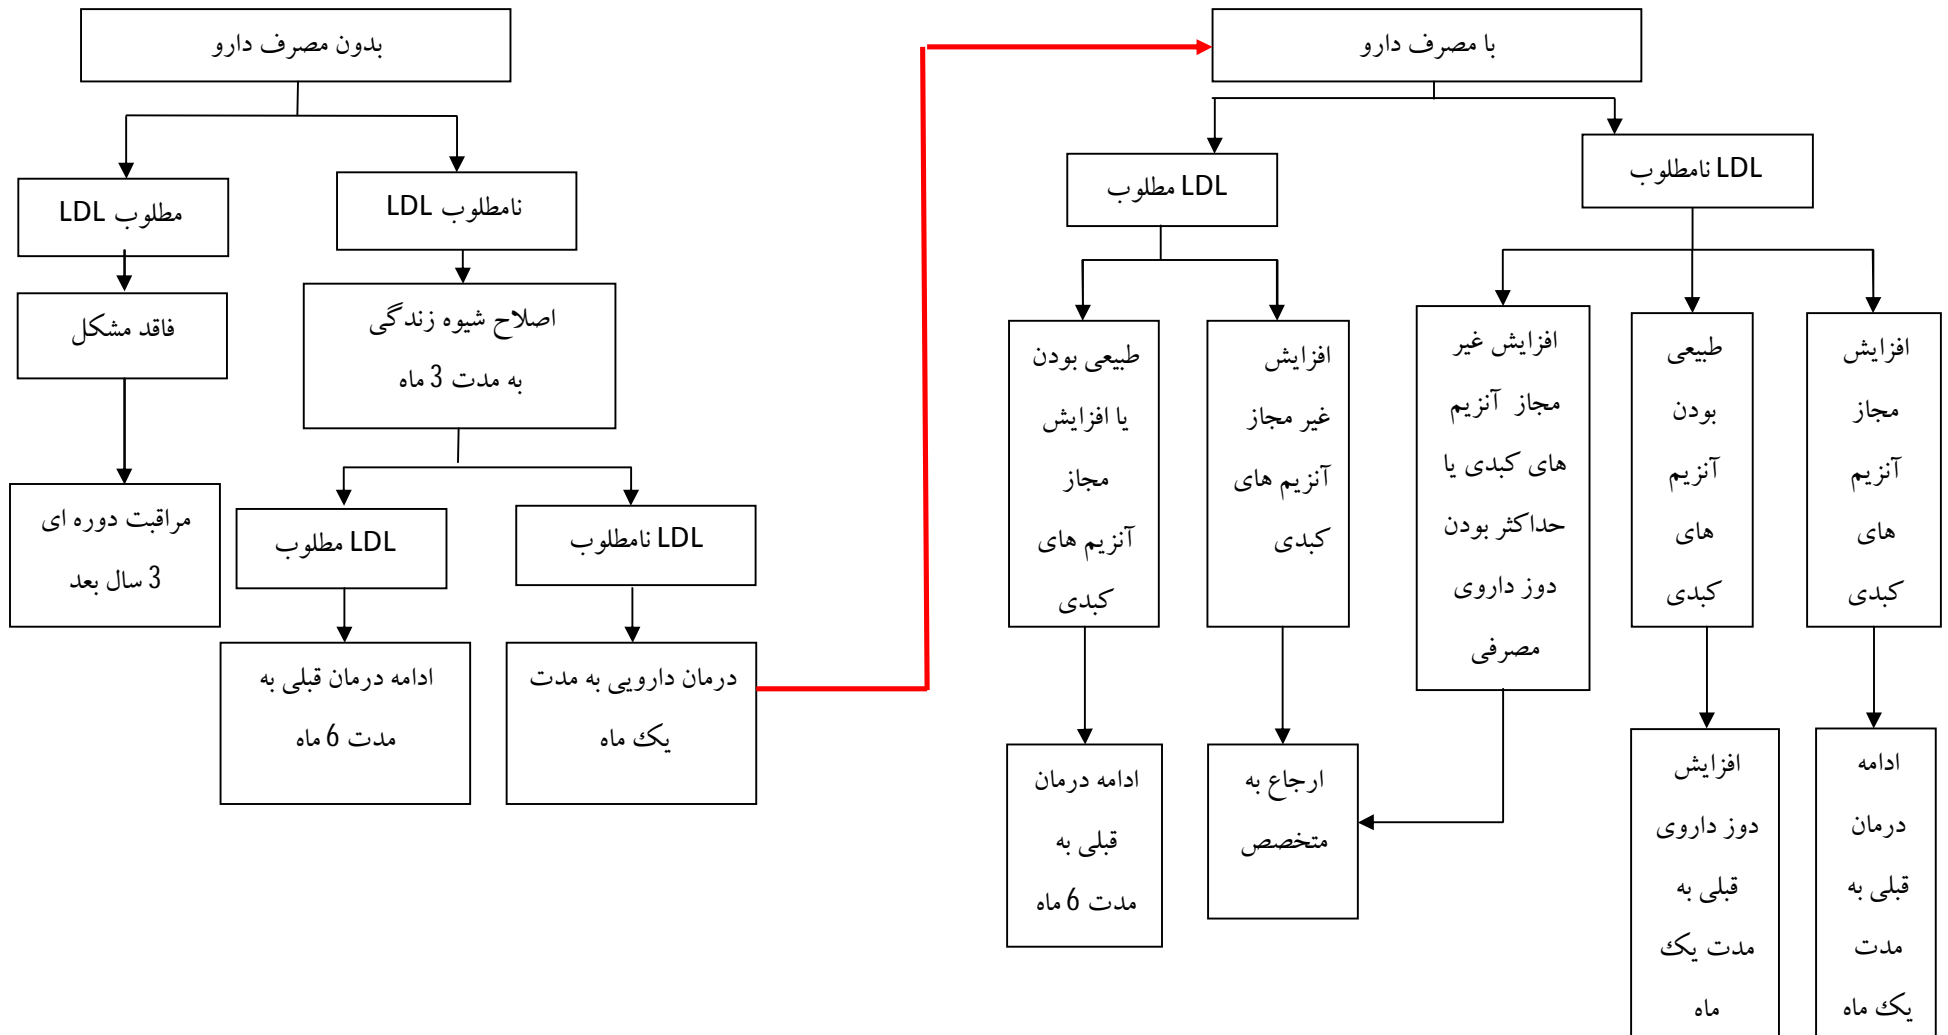 بدون مصرف دارو
مطلوب LDL
نامطلوب LDL
فاقد مشکل
اصلاح شیوه زندگی
به مدت 3 ماه
مراقبت دوره ای
3 سال بعد
LDL مطلوب
LDL نامطلوب
ادامه درمان قبلی به
مدت 6 ماه
درمان دارویی به مدت
یک ماه
با مصرف دارو
LDL مطلوب
LDL نامطلوب
طبیعی بودن
یا افزایش
مجاز
آنزیم های
کبدی
افزایش
غیر مجاز
آنزیم های
کبدی
افزایش غیر
مجاز آنزیم
های کبدی یا
حداکثر بودن
دوز داروی
مصرفی
طبیعی
بودن
آنزیم
های
کبدی
افزایش
مجاز
آنزیم
های
کبدی
ادامه درمان
قبلی به
مدت 6 ماه
ارجاع به
متخصص
افزایش
دوز داروی
قبلی به
مدت یک
ماه
ادامه
درمان
قبلی به
مدت
یک ماه